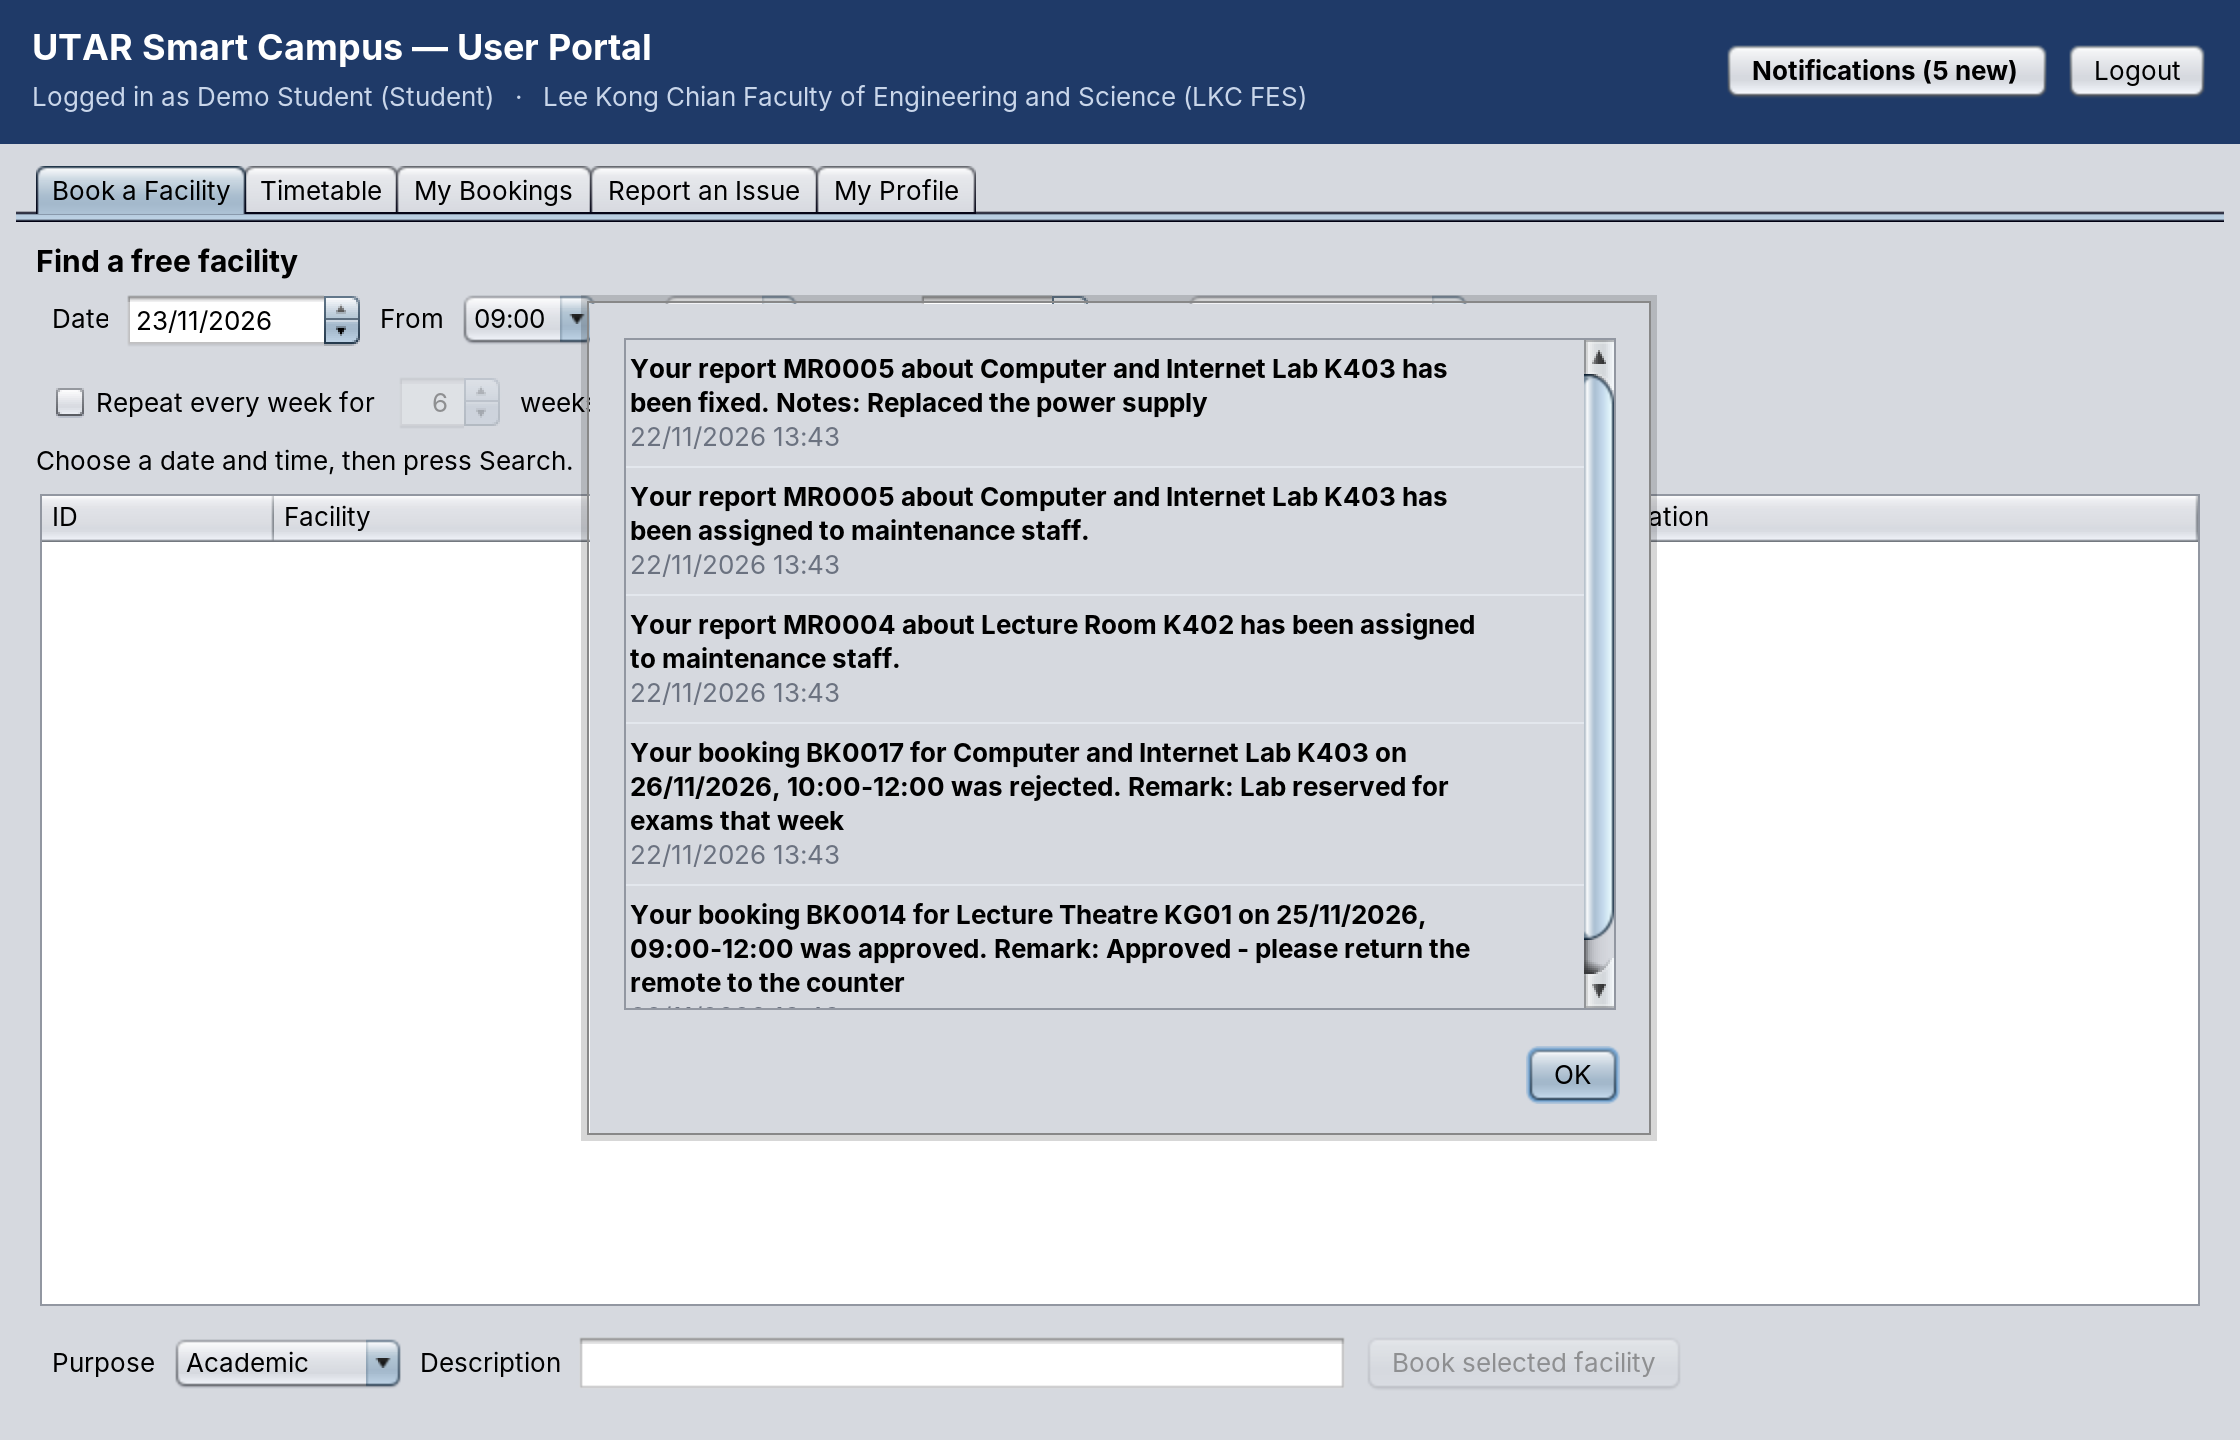 UTAR Smart Campus — User Portal
Logged in as Demo Student (Student) · Lee Kong Chian Faculty of Engineering and Science (LKC FES)
Notifications (5 new)
Logout
Book a Facility
Timetable
My Bookings
Report an Issue
My Profile
Find a free facility
Date 23/11/2026 From 09:00
Repeat every week for 6
Choose a date and time, then press Search.
ID
Facility
Your report MR0005 about Computer and Internet Lab K403 has
been fixed. Notes: Replaced the power supply
22/11/2026 13:43
Your report MR0005 about Computer and Internet Lab K403 has
been assigned to maintenance staff.
22/11/2026 13:43
Your report MR0004 about Lecture Room K402 has been assigned
to maintenance staff.
22/11/2026 13:43
Your booking BK0017 for Computer and Internet Lab K403 on
26/11/2026, 10:00-12:00 was rejected. Remark: Lab reserved for
exams that week
22/11/2026 13:43
Your booking BK0014 for Lecture Theatre KG01 on 25/11/2026,
09:00-12:00 was approved. Remark: Approved - please return the
remote to the counter
OK
Purpose Academic Description
Book selected facility